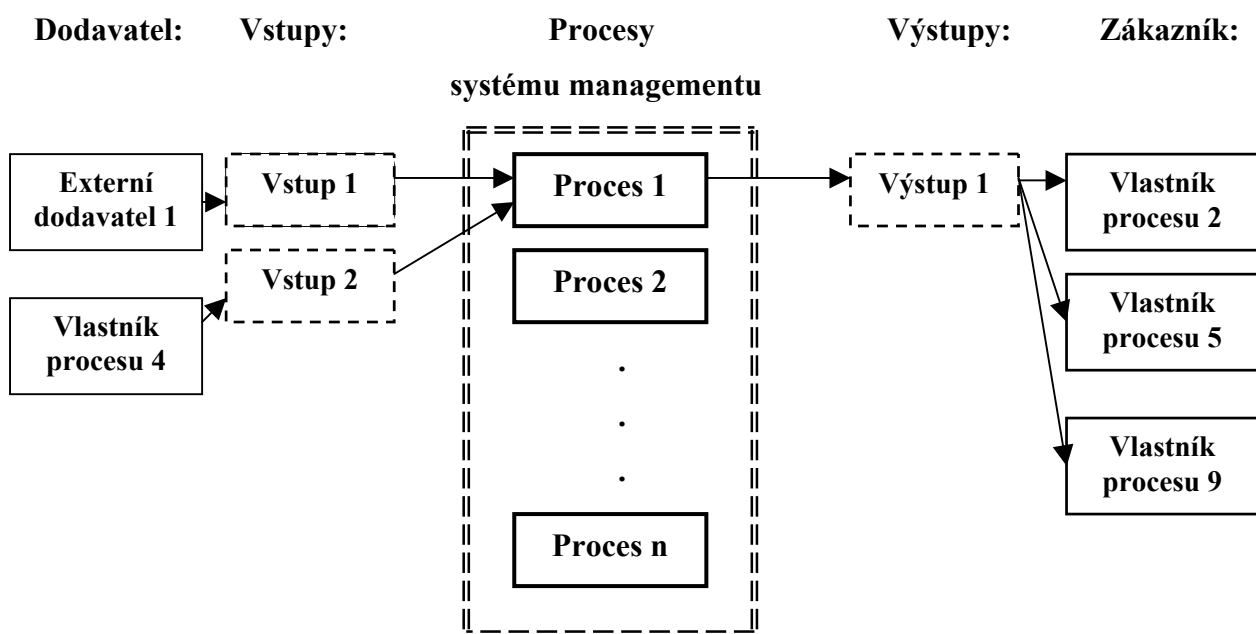 Dodavatel: Vstupy: Procesy Výstupy: Zákazník:
systému managementu
Externí
dodavatel 1
Vlastník
procesu 4
Vstup 1
Vstup 2
Proces 1
Proces 2
.
.
.
Proces n
Výstup 1
Vlastník
procesu 2
Vlastník
procesu 5
Vlastník
procesu 9